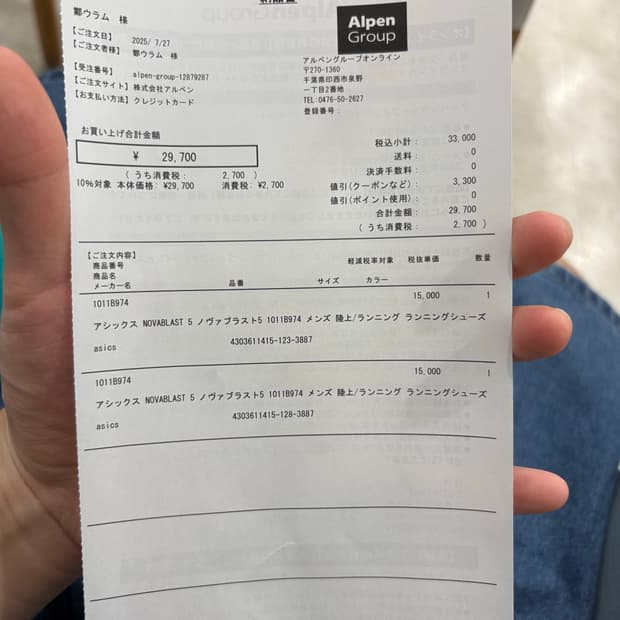 鄭ウラム 様
Alpen Group
【ご注文日】 2025/ 7/27
【ご注文者様】 鄭ウラム 様
【受注番号】 alpen-group-12879287
【ご注文サイト】 株式会社アルペン
【お支払い方法】 クレジットカード
アルペングループオンライン
〒270-1360
千葉県印西市泉野
一丁目2番地
TEL:0476-50-2627
登録番号:
お買い上げ合計金額
¥ 29,700
( うち消費税: 2,700 )
10%対象 本体価格: ¥29,700 消費税: ¥2,700
税込小計: 33,000
送料: 0
決済手数料: 0
値引(クーポンなど): 3,300
値引(ポイント使用): 0
合計金額: 29,700
( うち消費税: 2,700 )
【ご注文内容】
商品番号 軽減税率対象 税抜単価 数量
商品名
メーカー名 品番 サイズ カラー
1011B974 15,000 1
アシックス NOVABLAST 5 ノヴァブラスト5 1011B974 メンズ 陸上/ランニング ランニングシューズ
asics 4303611415-123-3887
1011B974 15,000 1
アシックス NOVABLAST 5 ノヴァブラスト5 1011B974 メンズ 陸上/ランニング ランニングシューズ
asics 4303611415-128-3887